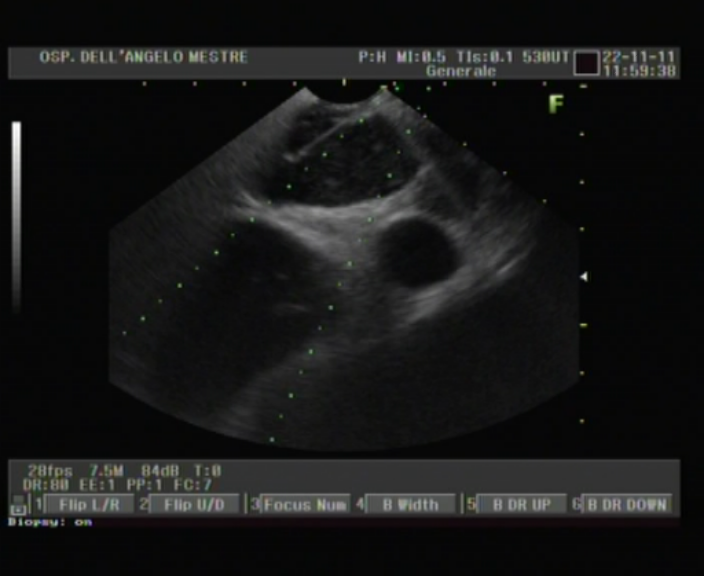 OSP. DELL'ANGELO MESTRE P:H MI:0.5 TIs:0.1 530UT 22-11-11
Generale 11:59:38
F
28fps 7.5M 84dB T:0
DR:80 EE:1 PP:1 FC:7
1 Flip L/R 2 Flip U/D 3 Focus Num 4 B Width 5 B DR UP 6 B DR DOWN
Biopsy: on